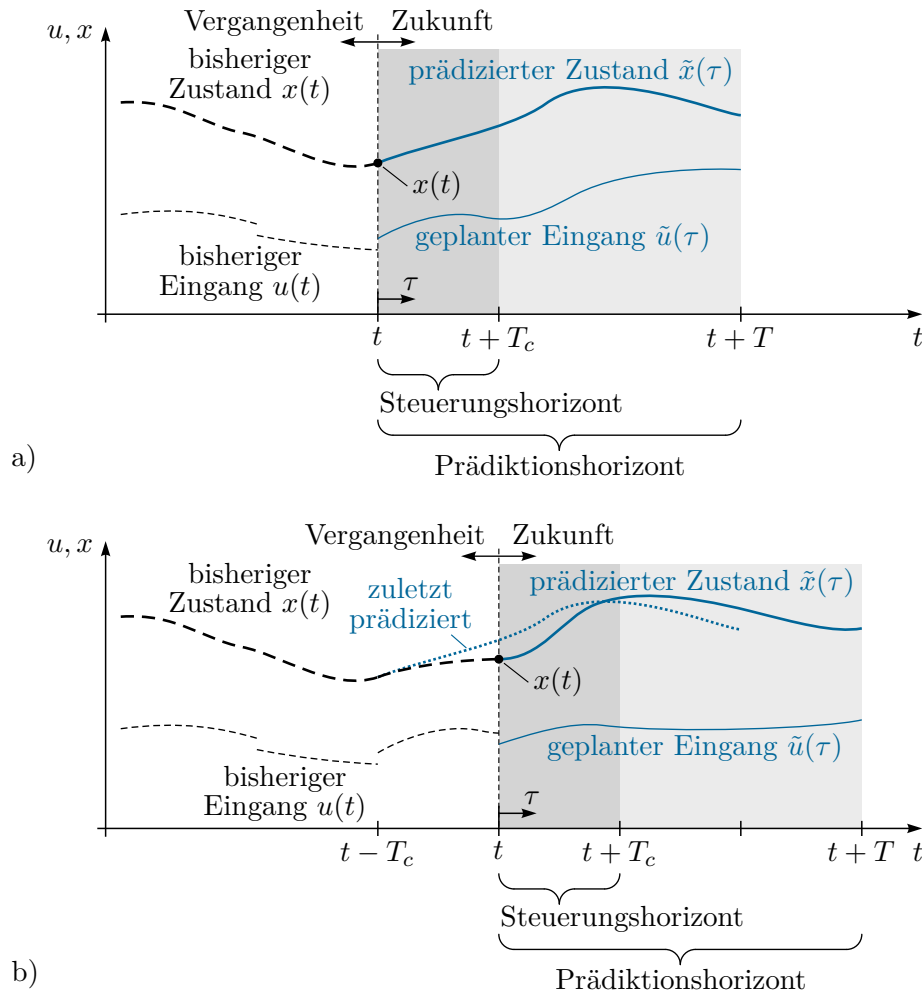 Vergangenheit Zukunft
u, x
bisheriger
Zustand x(t)
prädizierter Zustand x̃(τ)
x(t)
geplanter Eingang ũ(τ)
bisheriger
Eingang u(t)
τ
t t + T_c t + T t
Steuerungshorizont
Prädiktionshorizont
a)
Vergangenheit Zukunft
u, x
bisheriger
Zustand x(t)
zuletzt
prädiziert
prädizierter Zustand x̃(τ)
x(t)
geplanter Eingang ũ(τ)
bisheriger
Eingang u(t)
τ
t − T_c t t + T_c t + T t
Steuerungshorizont
Prädiktionshorizont
b)